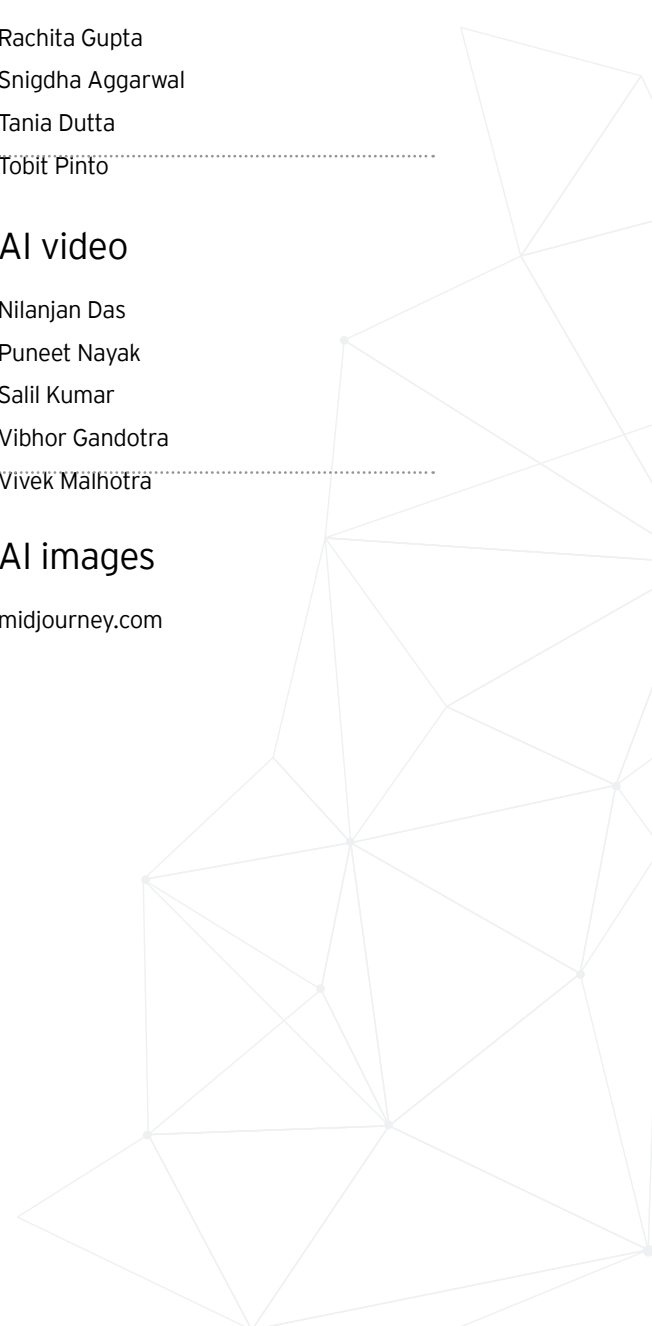 Rachita Gupta
Snigdha Aggarwal
Tania Dutta
Tobit Pinto
AI video
Nilanjan Das
Puneet Nayak
Salil Kumar
Vibhor Gandotra
Vivek Malhotra
AI images
midjourney.com